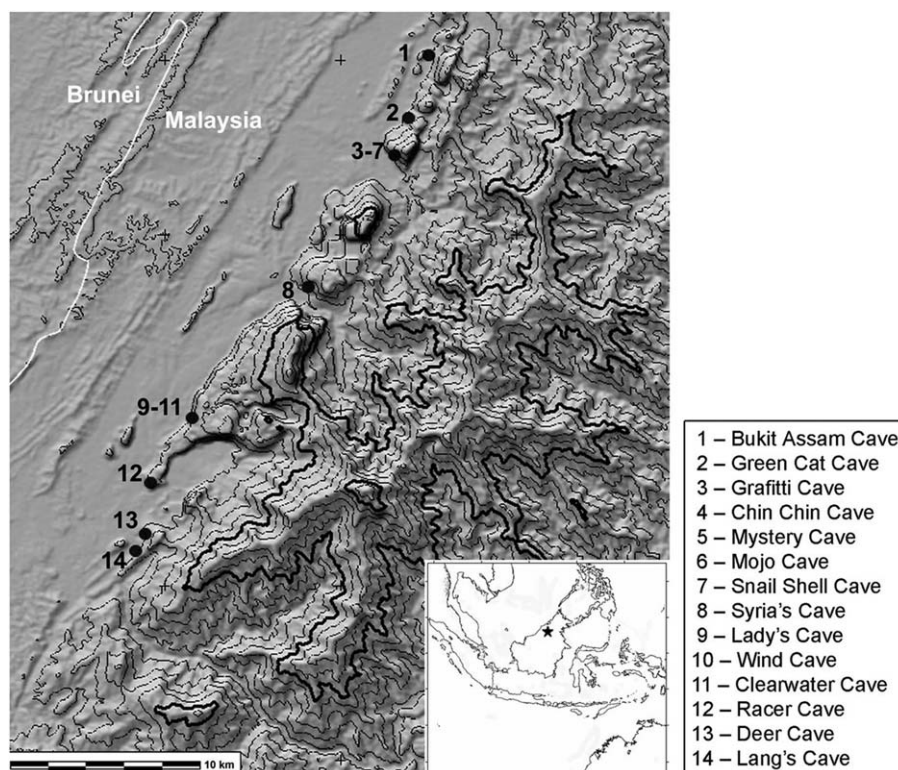 1
Brunei
Malaysia
2
3-7
8
9-11
12
13
14
10 km
1 – Bukit Assam Cave
2 – Green Cat Cave
3 – Grafitti Cave
4 – Chin Chin Cave
5 – Mystery Cave
6 – Mojo Cave
7 – Snail Shell Cave
8 – Syria's Cave
9 – Lady's Cave
10 – Wind Cave
11 – Clearwater Cave
12 – Racer Cave
13 – Deer Cave
14 – Lang's Cave